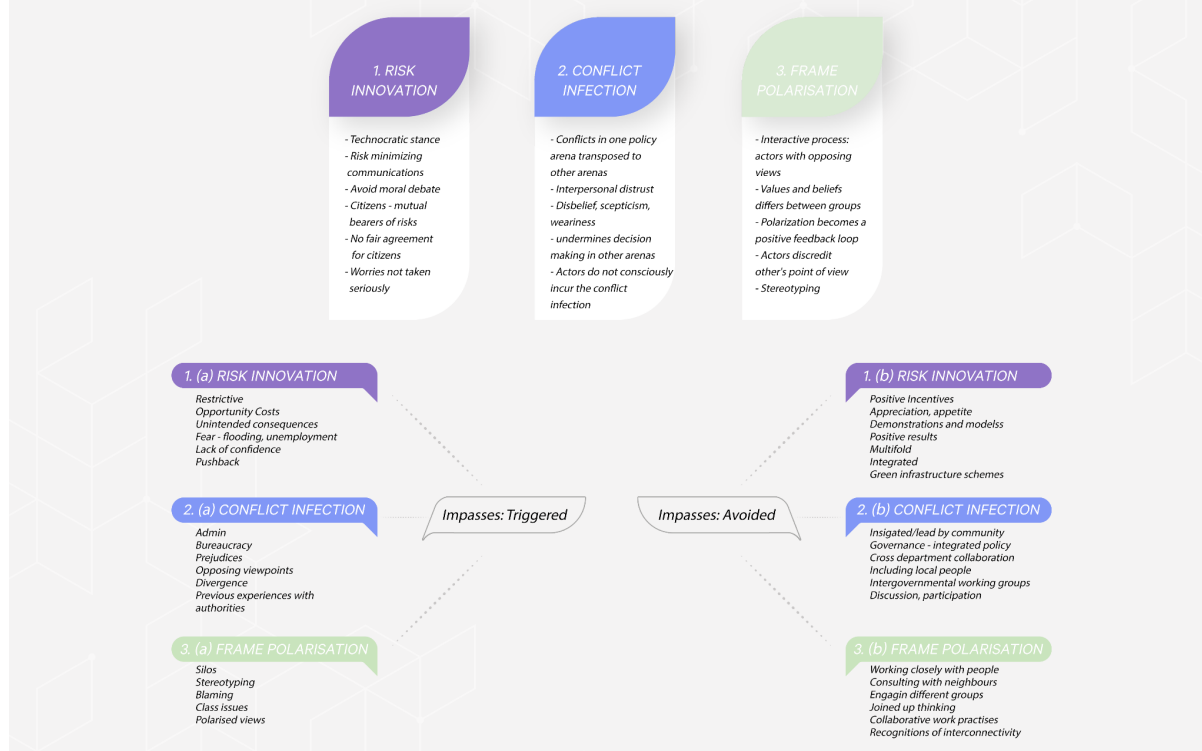 1. RISK
INNOVATION
- Technocratic stance
- Risk minimizing
communications
- Avoid moral debate
- Citizens - mutual
bearers of risks
- No fair agreement
for citizens
- Worries not taken
seriously
2. CONFLICT
INFECTION
- Conflicts in one policy
arena transposed to
other arenas
- Interpersonal distrust
- Disbelief, scepticism,
weariness
- undermines decision
making in other arenas
- Actors do not consciously
incur the conflict
infection
3. FRAME
POLARISATION
- Interactive process:
actors with opposing
views
- Values and beliefs
differs between groups
- Polarization becomes a
positive feedback loop
- Actors discredit
other's point of view
- Stereotyping
1. (a) RISK INNOVATION
Restrictive
Opportunity Costs
Unintended consequences
Fear - flooding, unemployment
Lack of confidence
Pushback
2. (a) CONFLICT INFECTION
Admin
Bureaucracy
Prejudices
Opposing viewpoints
Divergence
Previous experiences with
authorities
3. (a) FRAME POLARISATION
Silos
Stereotyping
Blaming
Class issues
Polarised views
Impasses: Triggered
Impasses: Avoided
1. (b) RISK INNOVATION
Positive Incentives
Appreciation, appetite
Demonstrations and modelss
Positive results
Multifold
Integrated
Green infrastructure schemes
2. (b) CONFLICT INFECTION
Insigated/lead by community
Governance - integrated policy
Cross department collaboration
Including local people
Intergovernmental working groups
Discussion, participation
3. (b) FRAME POLARISATION
Working closely with people
Consulting with neighbours
Engagin different groups
Joined up thinking
Collaborative work practises
Recognitions of interconnectivity